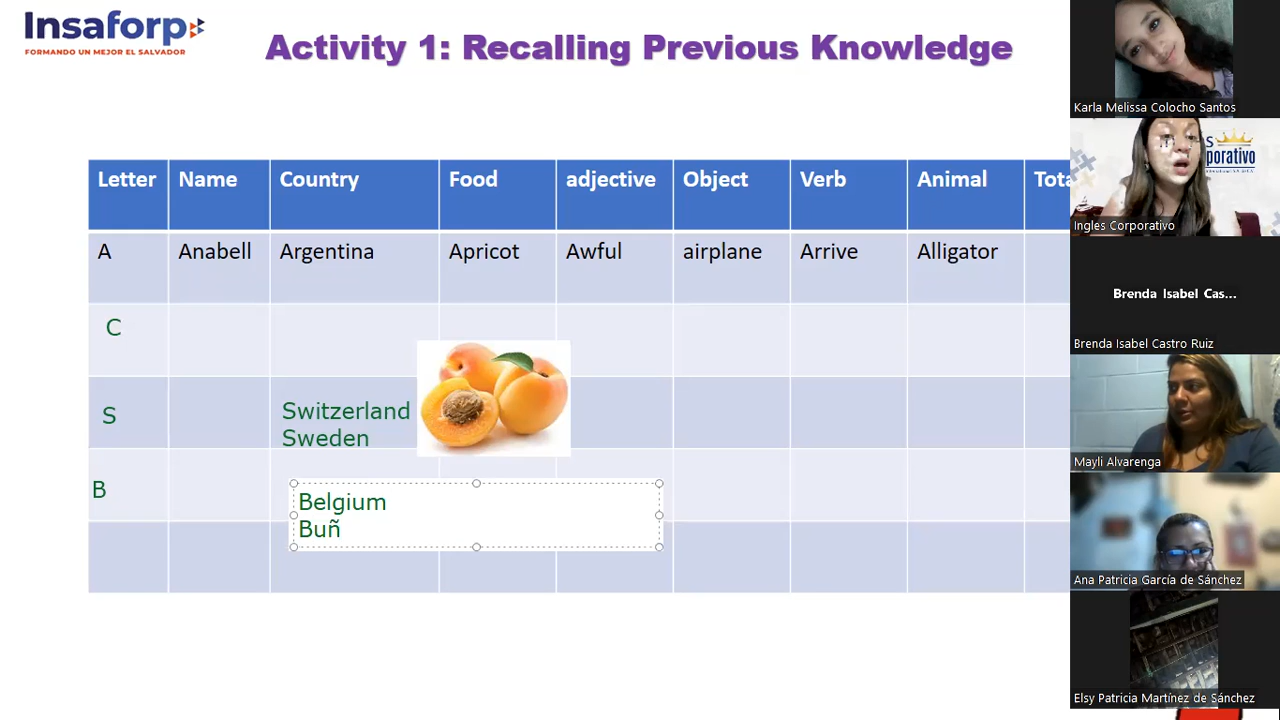 Insaforp
FORMANDO UN MEJOR EL SALVADOR
Activity 1: Recalling Previous Knowledge
Letter Name Country Food adjective Object Verb Animal
A Anabell Argentina Apricot Awful airplane Arrive Alligator
C
S
Switzerland
Sweden
B
Belgium
Buñ
Karla Melissa Colocho Santos
porativo
Ingles Corporativo
Brenda Isabel Cas...
Brenda Isabel Castro Ruiz
Mayli Alvarenga
Ana Patricia García de Sánchez
Elsy Patricia Martínez de Sánchez